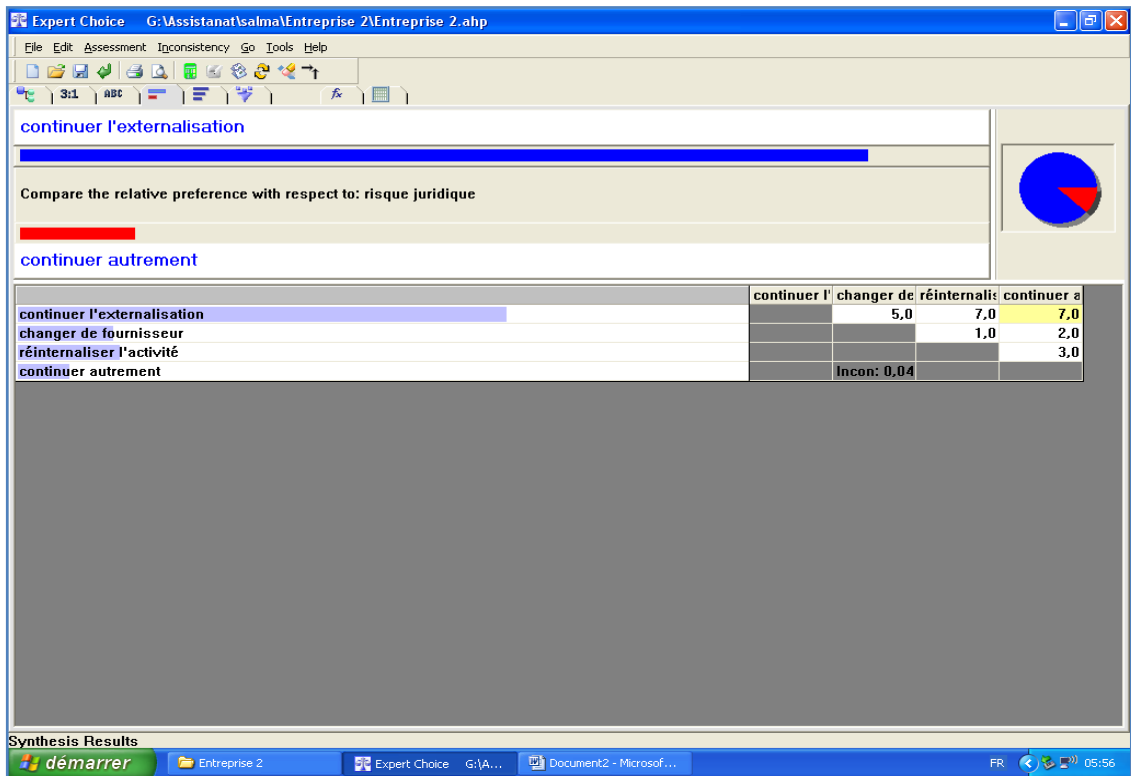 Expert Choice G:\Assistanat\salma\Entreprise 2\Entreprise 2.ahp
File Edit Assessment Inconsistency Go Tools Help
3:1 ABC fx
continuer l'externalisation
Compare the relative preference with respect to: risque juridique
continuer autrement
continuer l' changer de réinternalis continuer a
continuer l'externalisation 5,0 7,0 7,0
changer de fournisseur 1,0 2,0
réinternaliser l'activité 3,0
continuer autrement Incon: 0,04
Synthesis Results
démarrer Entreprise 2 Expert Choice G:\A... Document2 - Microsof... FR 05:56